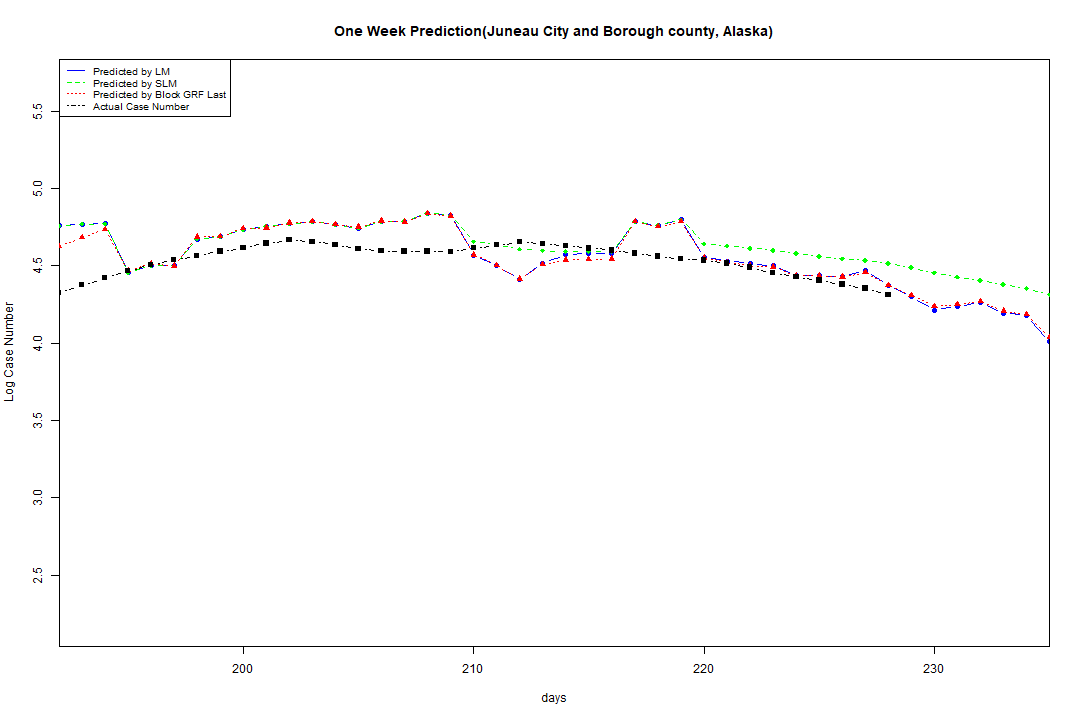 One Week Prediction(Juneau City and Borough county, Alaska)
Predicted by LM
Predicted by SLM
Predicted by Block GRF Last
Actual Case Number
5.5
5.0
4.5
4.0
3.5
3.0
2.5
Log Case Number
200 210 220 230
days